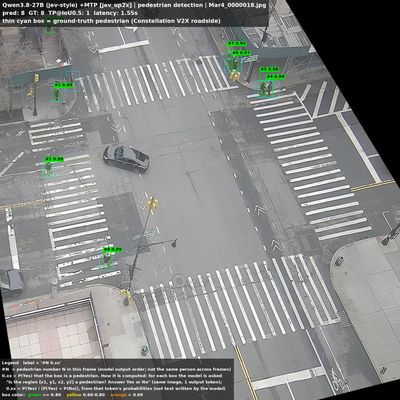 Qwen3.8-27B (jev-style) +MTP [jev_up2x] | pedestrian detection | Mar4_0000018.jpg
pred: 8 GT: 8 TP@IoU0.5: 1 latency: 1.55s
thin cyan box = ground-truth pedestrian (Constellation V2X roadside)
Legend label = '#N 0.xx'
#N = pedestrian number N in this frame (model output order; not the same person across frames)
0.xx = P(Yes) that the box is a pedestrian. How it is computed: for each box the model is asked
"Is the region [x1, y1, x2, y2] a pedestrian? Answer Yes or No" (same image, 1 output token);
0.xx = P(Yes) / (P(Yes) + P(No)), from that token's probabilities (not text written by the model)
box color: green >= 0.80 yellow 0.60-0.80 orange < 0.60